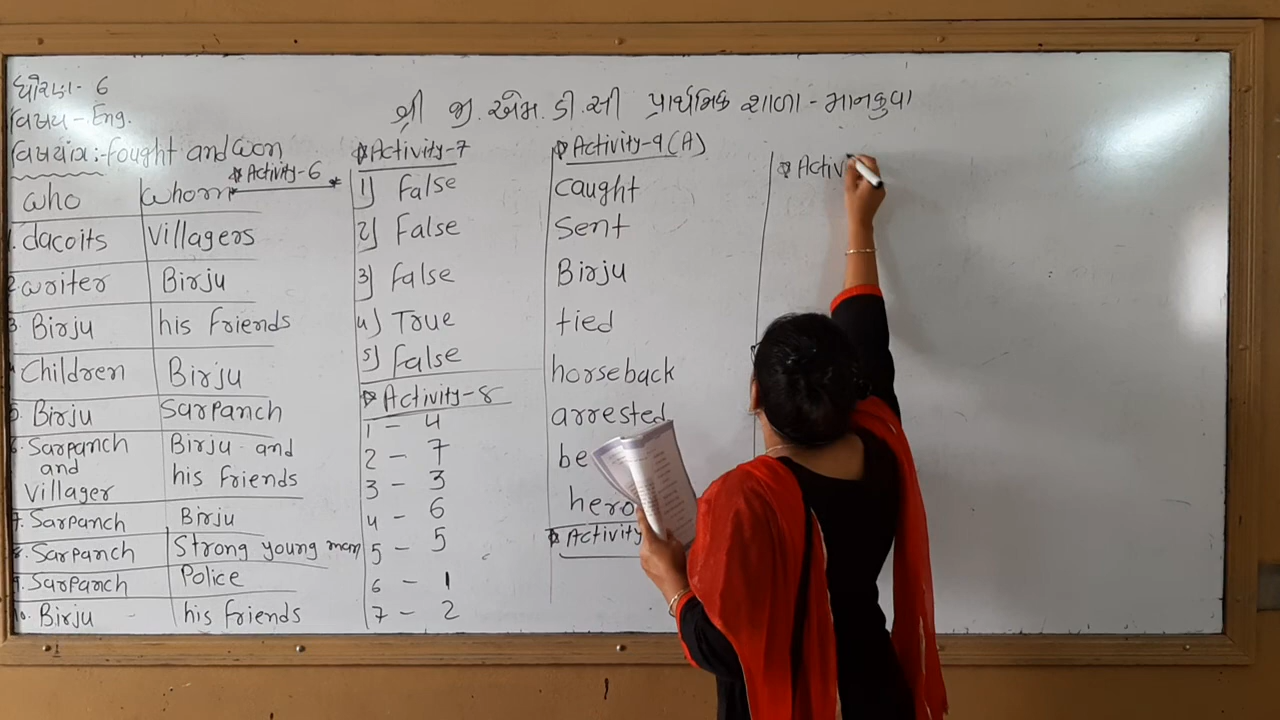 ધોરણ - 6
વિષય - Eng.
વિષયાંગ :- Fought and Won
શ્રી જી. એમ. ડી. સી પ્રાથમિક શાળા - માનકુવા
Activity-6
who whom
1. dacoits Villagers
2. writer Birju
3 Birju his Friends
4 Children Birju
5. Birju Sarpanch
6. Sarpanch and Villager Birju and his Friends
7. Sarpanch Birju
8. Sarpanch Strong young man
9. Sarpanch Police
10. Birju his Friends
Activity-7
1) False
2) False
3) False
4) True
5) False
Activity-8
1 - 4
2 - 7
3 - 3
4 - 6
5 - 5
6 - 1
7 - 2
Activity-9(A)
caught
Sent
Birju
tied
horseback
arrested
be
hero
Activity
Activ